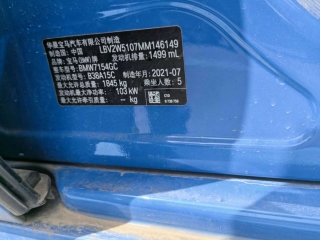 华晨宝马汽车有限公司制造
制造国: 中国 LBV2W5107MM146149
品牌: 宝马(BMW)牌 发动机排量: 1499 mL
整车型号: BMW7154GC
发动机型号: B38A15C 制造年月: 2021-07
最大允许总质量: 1845 kg 乘坐人数: 5
发动机最大净功率: 103 kW
最大允许牵引质量: -- kg